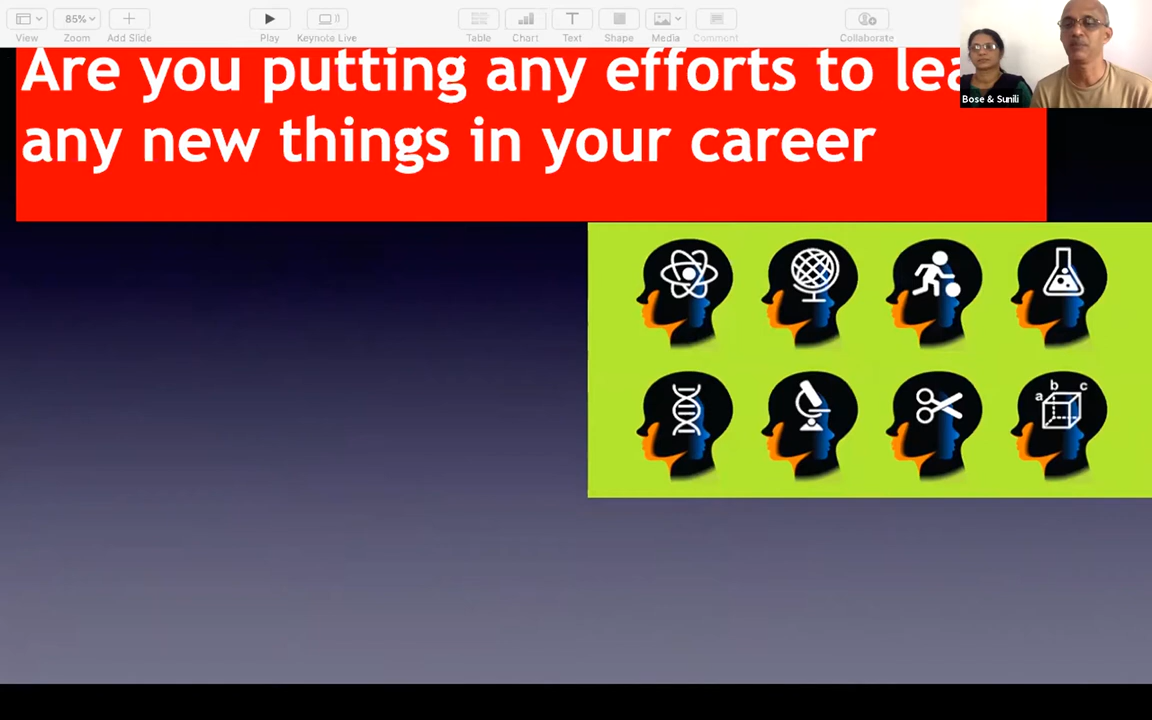 View
85%
Zoom
Add Slide
Play
Keynote Live
Table
Chart
Text
Shape
Media
Comment
Collaborate
Bose & Sunili
Are you putting any efforts to
any new things in your career
a
b
c